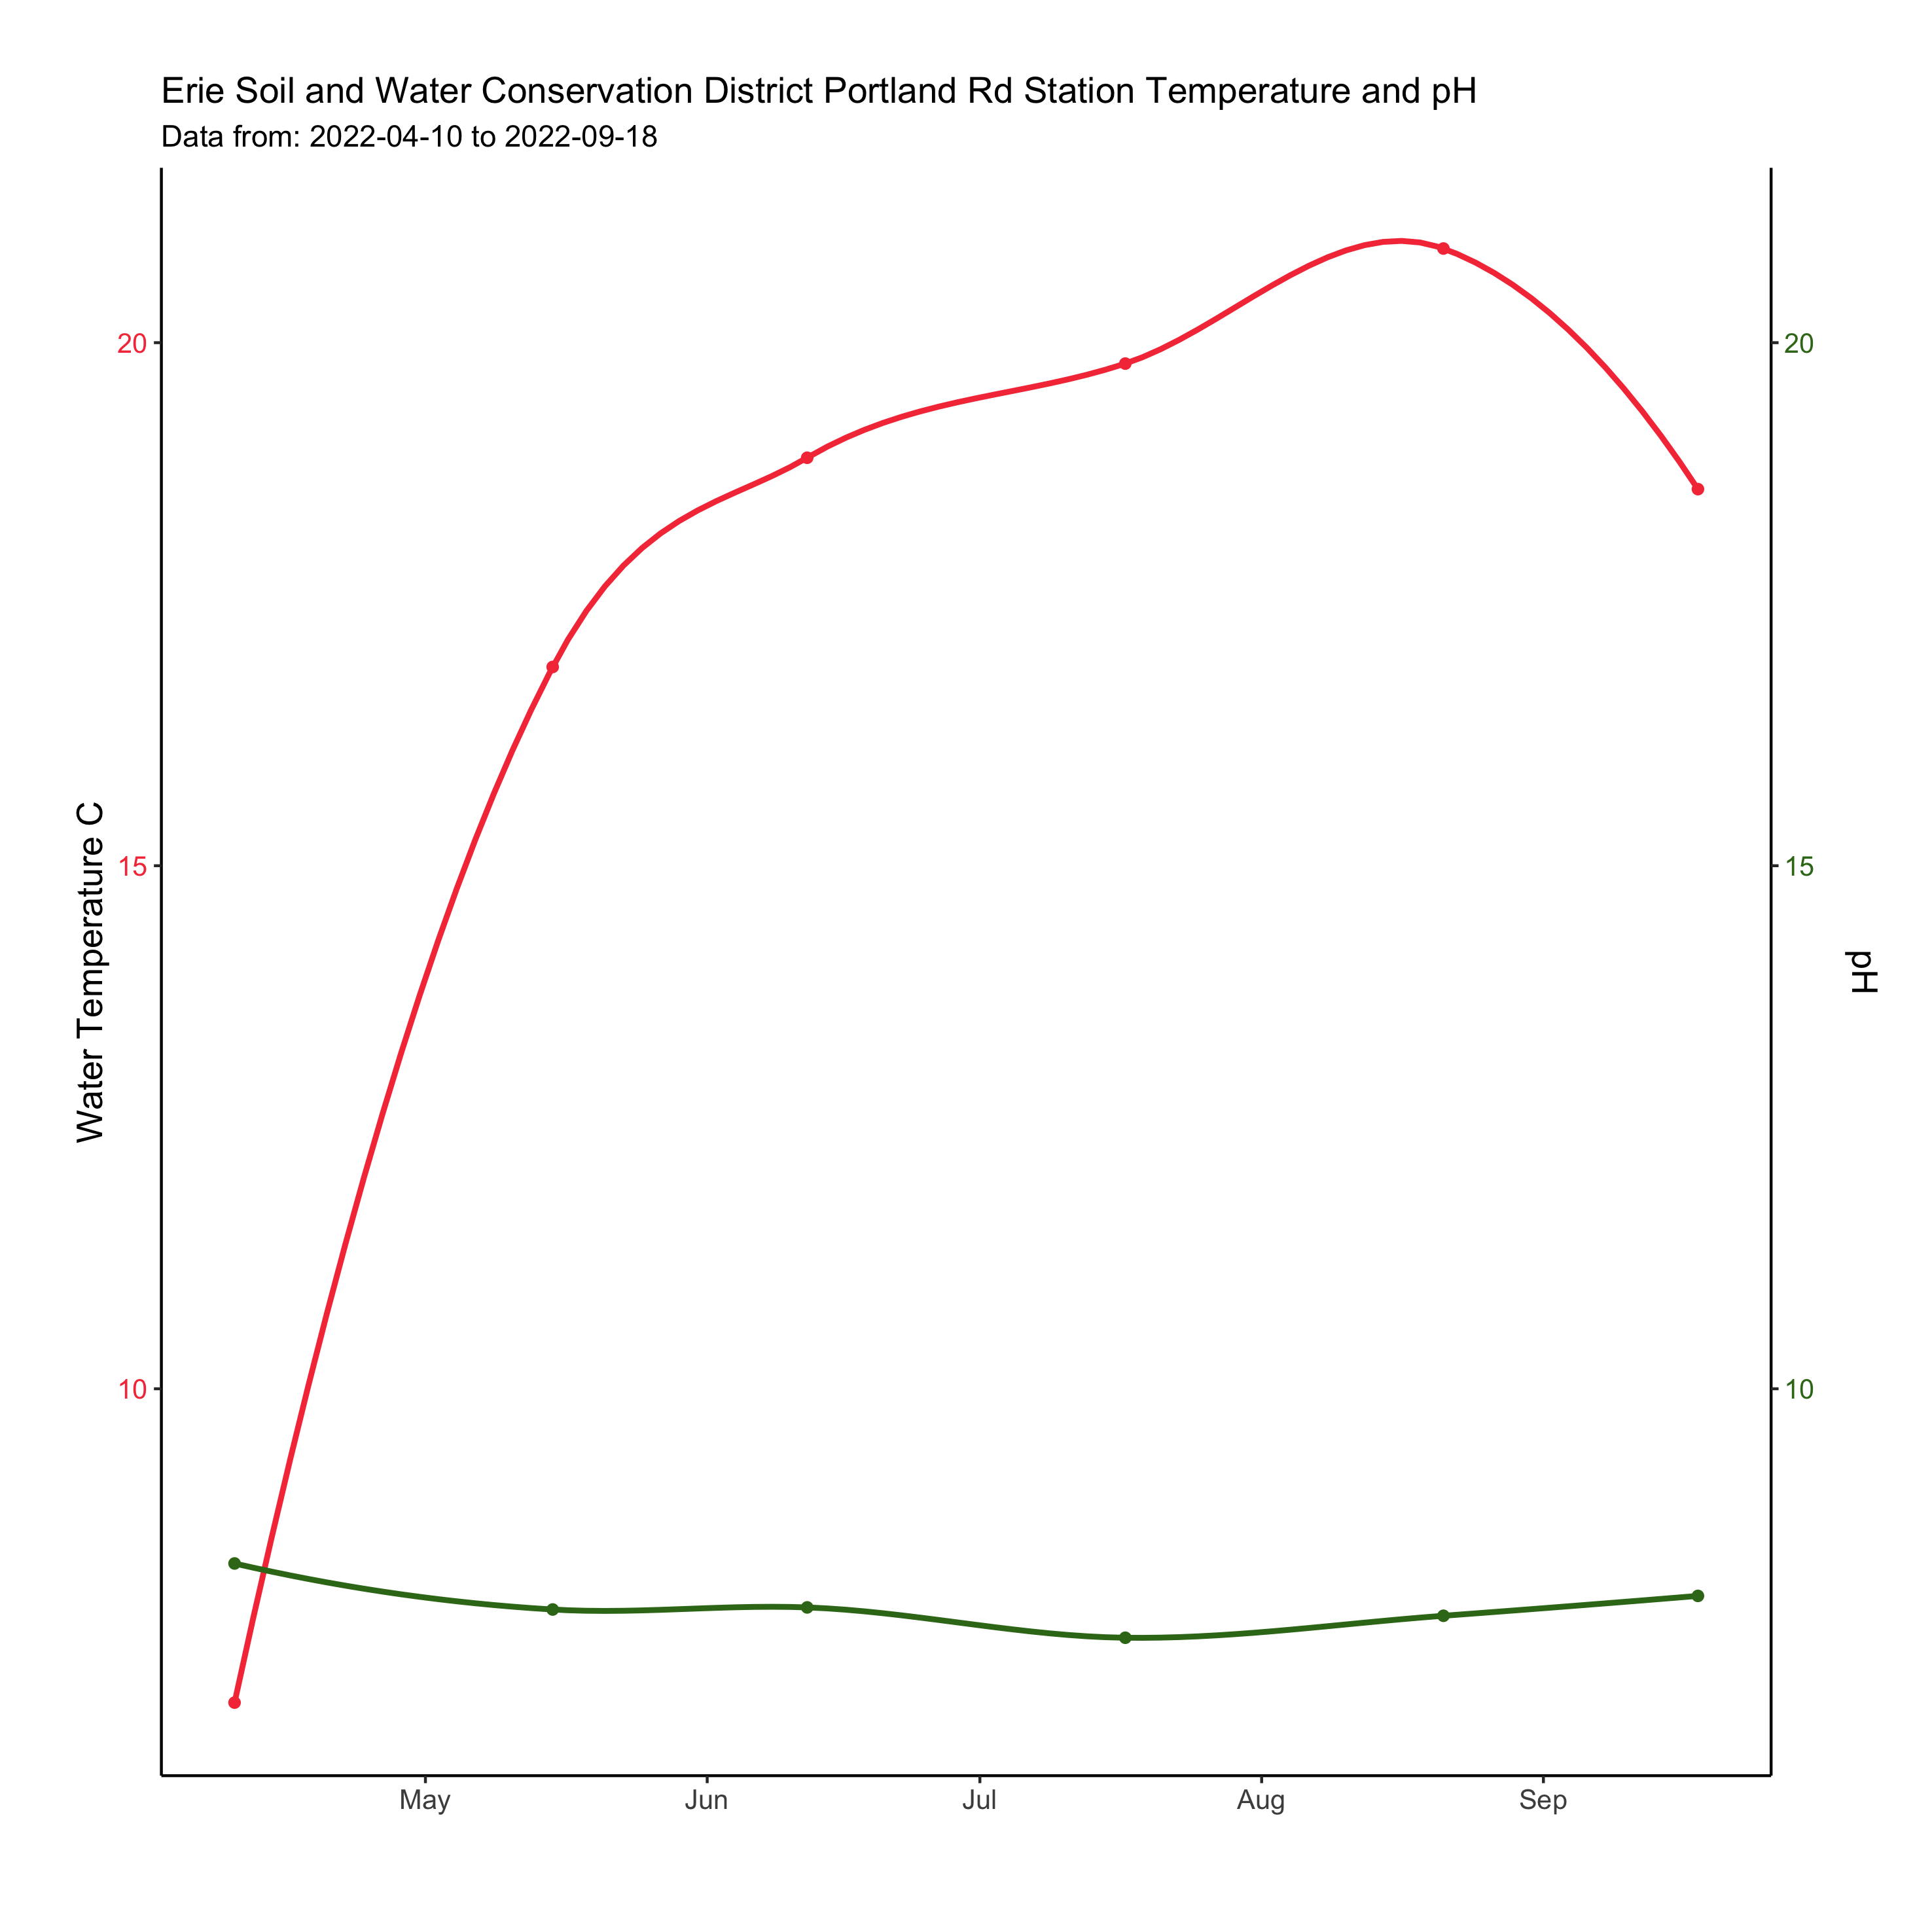 Erie Soil and Water Conservation District Portland Rd Station Temperature and pH
Data from: 2022-04-10 to 2022-09-18
Water Temperature C
20
15
10
20
15
10
pH
May
Jun
Jul
Aug
Sep